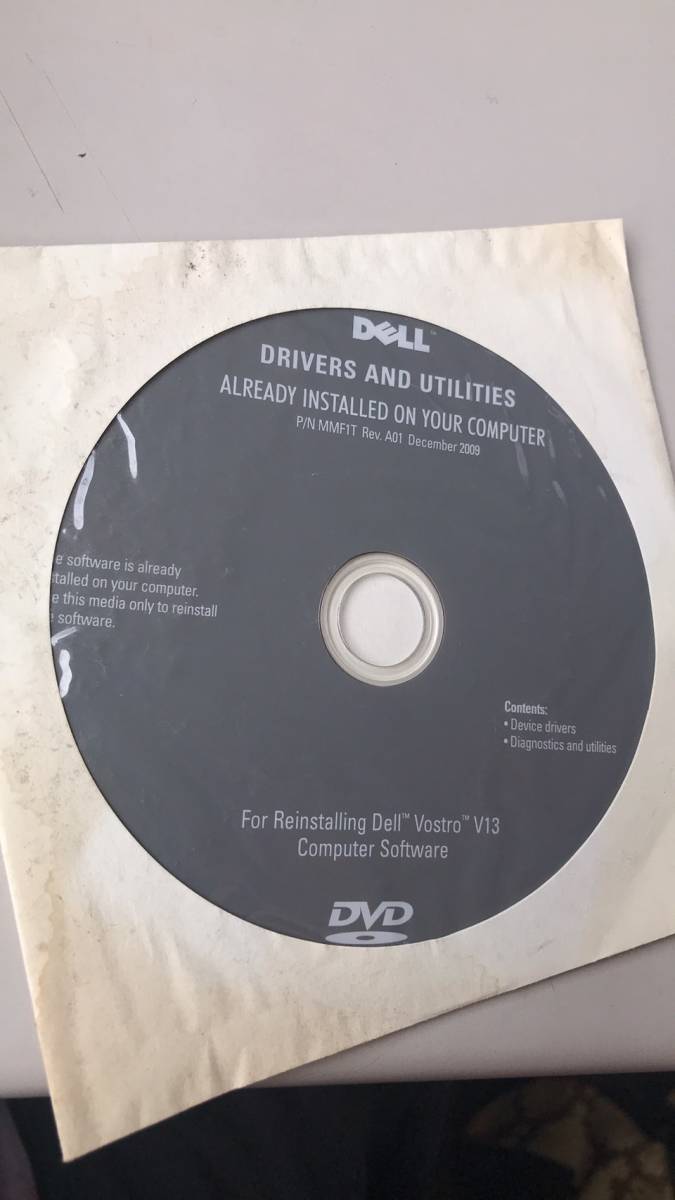 DELL™
DRIVERS AND UTILITIES
ALREADY INSTALLED ON YOUR COMPUTER
P/N MMF1T Rev. A01 December 2009
e software is already
talled on your computer.
e this media only to reinstall
software.
Contents:
• Device drivers
• Diagnostics and utilities
For Reinstalling Dell™ Vostro™ V13
Computer Software
DVD